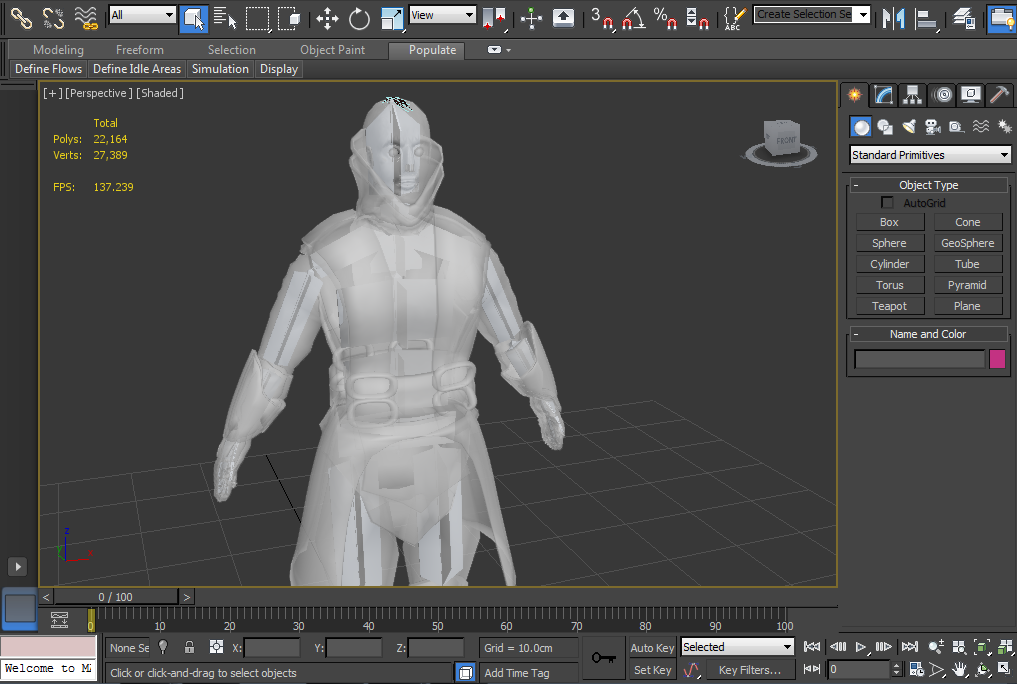 All
View
3
%
ABC
Create Selection Se
Modeling Freeform Selection Object Paint Populate
Define Flows Define Idle Areas Simulation Display
[+] [Perspective] [Shaded]
Total
Polys: 22,164
Verts: 27,389
FPS: 137.239
FRONT
Standard Primitives
- Object Type
AutoGrid
Box Cone
Sphere GeoSphere
Cylinder Tube
Torus Pyramid
Teapot Plane
- Name and Color
z
y
x
< 0 / 100 >
0 10 20 30 40 50 60 70 80 90 100
None Se X: Y: Z: Grid = 10.0cm Auto Key Selected
Welcome to M
Click or click-and-drag to select objects Add Time Tag Set Key Key Filters... 0